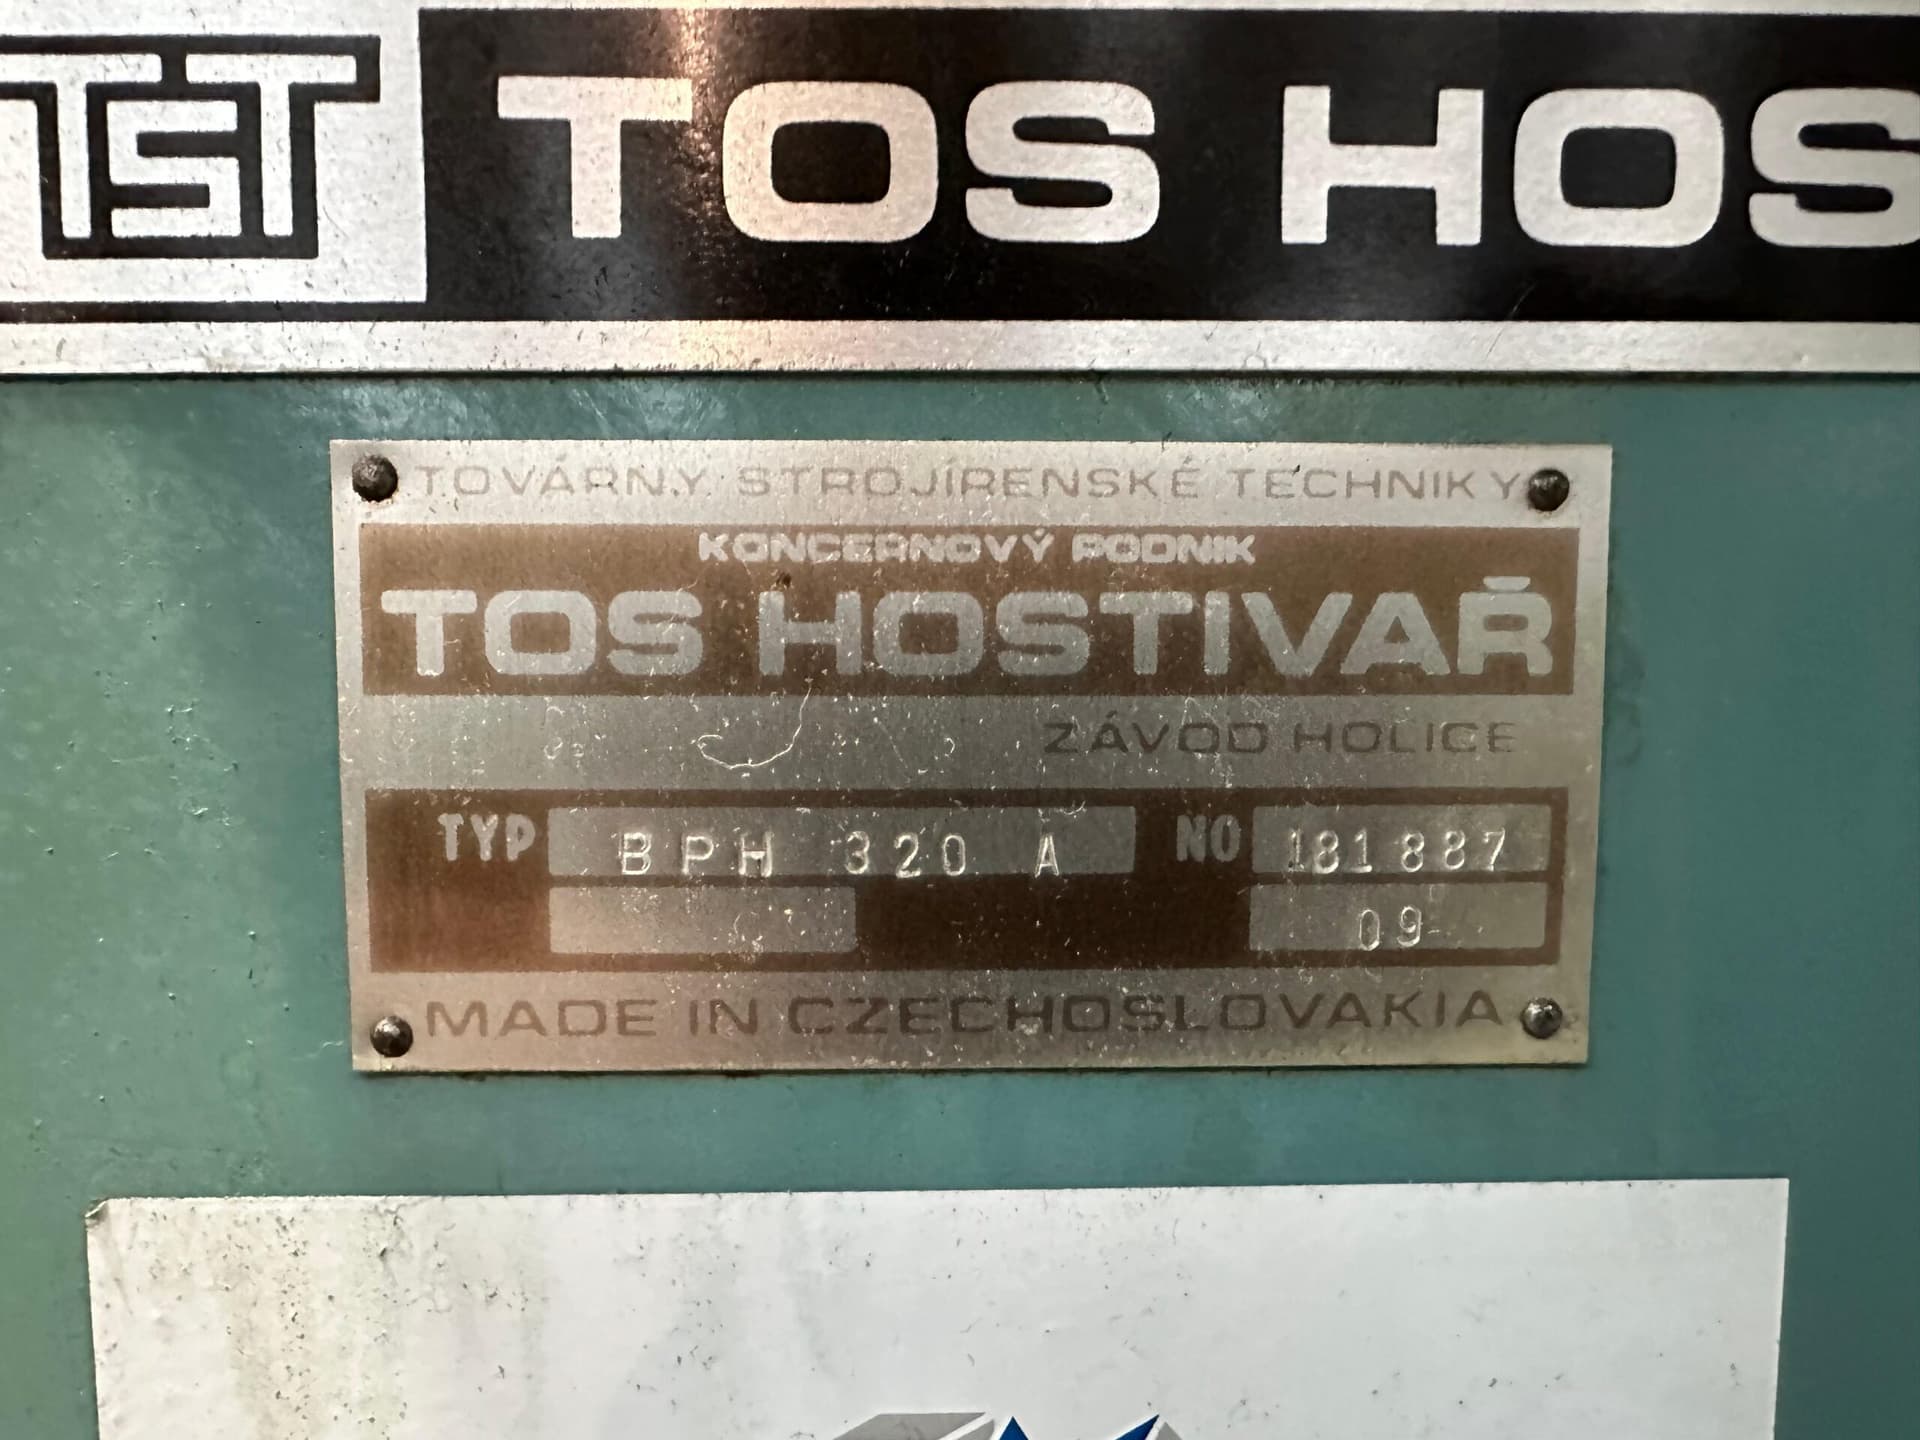 TST TOS HOS
TOVÁRNY STROJÍRENSKÉ TECHNIKY
KONCERNOVÝ PODNIK
TOS HOSTIVAŘ
ZÁVOD HOLICE
TYP BPH 320 A NO 181887
09
MADE IN CZECHOSLOVAKIA